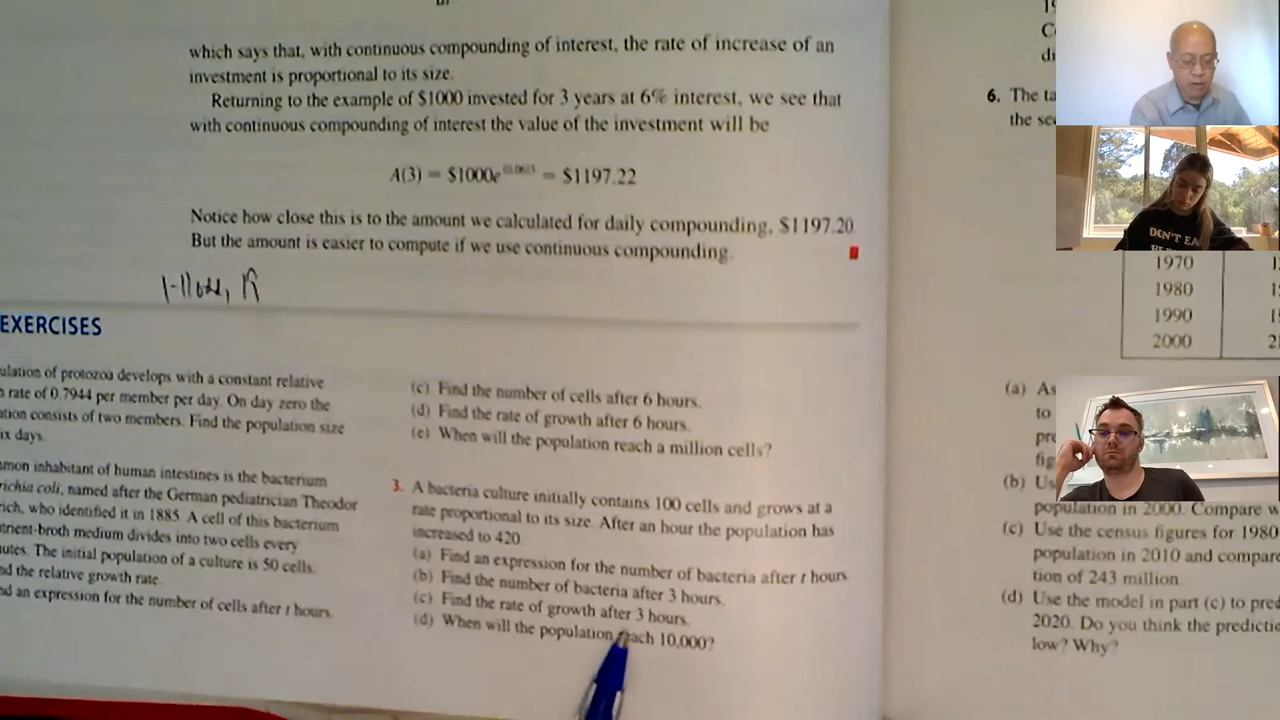 which says that, with continuous compounding of interest, the rate of increase of an
investment is proportional to its size.
Returning to the example of $1000 invested for 3 years at 6% interest, we see that
with continuous compounding of interest the value of the investment will be
A(3) = $1000e^(0.06)3 = $1197.22
Notice how close this is to the amount we calculated for daily compounding, $1197.20.
But the amount is easier to compute if we use continuous compounding.
EXERCISES
ulation of protozoa develops with a constant relative
rate of 0.7944 per member per day. On day zero the
ation consists of two members. Find the population size
ix days.
mmon inhabitant of human intestines is the bacterium
richia coli, named after the German pediatrician Theodor
rich, who identified it in 1885. A cell of this bacterium
utrient-broth medium divides into two cells every
utes. The initial population of a culture is 50 cells.
nd the relative growth rate.
nd an expression for the number of cells after t hours.
(c) Find the number of cells after 6 hours.
(d) Find the rate of growth after 6 hours.
(e) When will the population reach a million cells?
3. A bacteria culture initially contains 100 cells and grows at a
rate proportional to its size. After an hour the population has
increased to 420.
(a) Find an expression for the number of bacteria after t hours.
(b) Find the number of bacteria after 3 hours.
(c) Find the rate of growth after 3 hours.
(d) When will the population reach 10,000?
6. The ta
the se
1970
1980
1990
2000
(a) As
to
pre
fig
(b) Us
population in 2000. Compare w
(c) Use the census figures for 1980
population in 2010 and compare
tion of 243 million.
(d) Use the model in part (c) to pred
2020. Do you think the predictio
low? Why?
DON'T EA